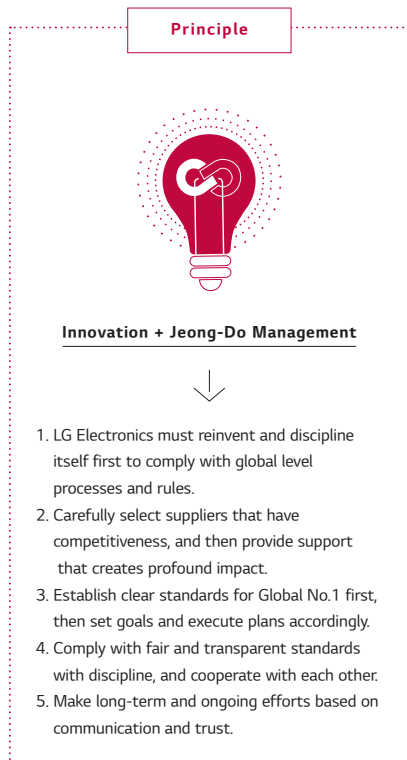 Principle
Innovation + Jeong-Do Management
1. LG Electronics must reinvent and discipline
itself first to comply with global level
processes and rules.
2. Carefully select suppliers that have
competitiveness, and then provide support
that creates profound impact.
3. Establish clear standards for Global No.1 first,
then set goals and execute plans accordingly.
4. Comply with fair and transparent standards
with discipline, and cooperate with each other.
5. Make long-term and ongoing efforts based on
communication and trust.